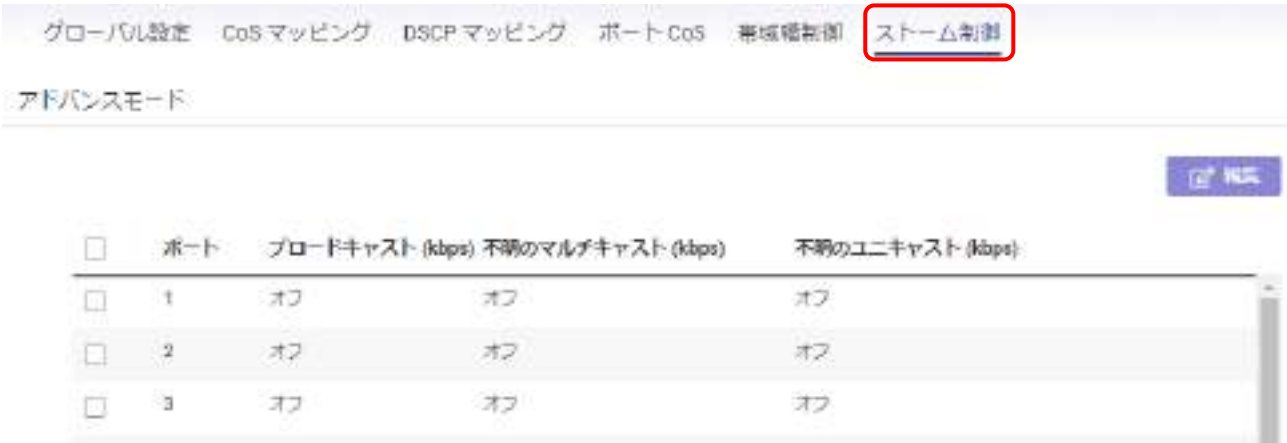 グローバル設定 CoS マッピング DSCP マッピング ポート CoS 帯域幅制御 ストーム制御
アドバンスモード
編集
ポート ブロードキャスト (kbps) 不明のマルチキャスト (kbps) 不明のユニキャスト (kbps)
1 オフ オフ オフ
2 オフ オフ オフ
3 オフ オフ オフ